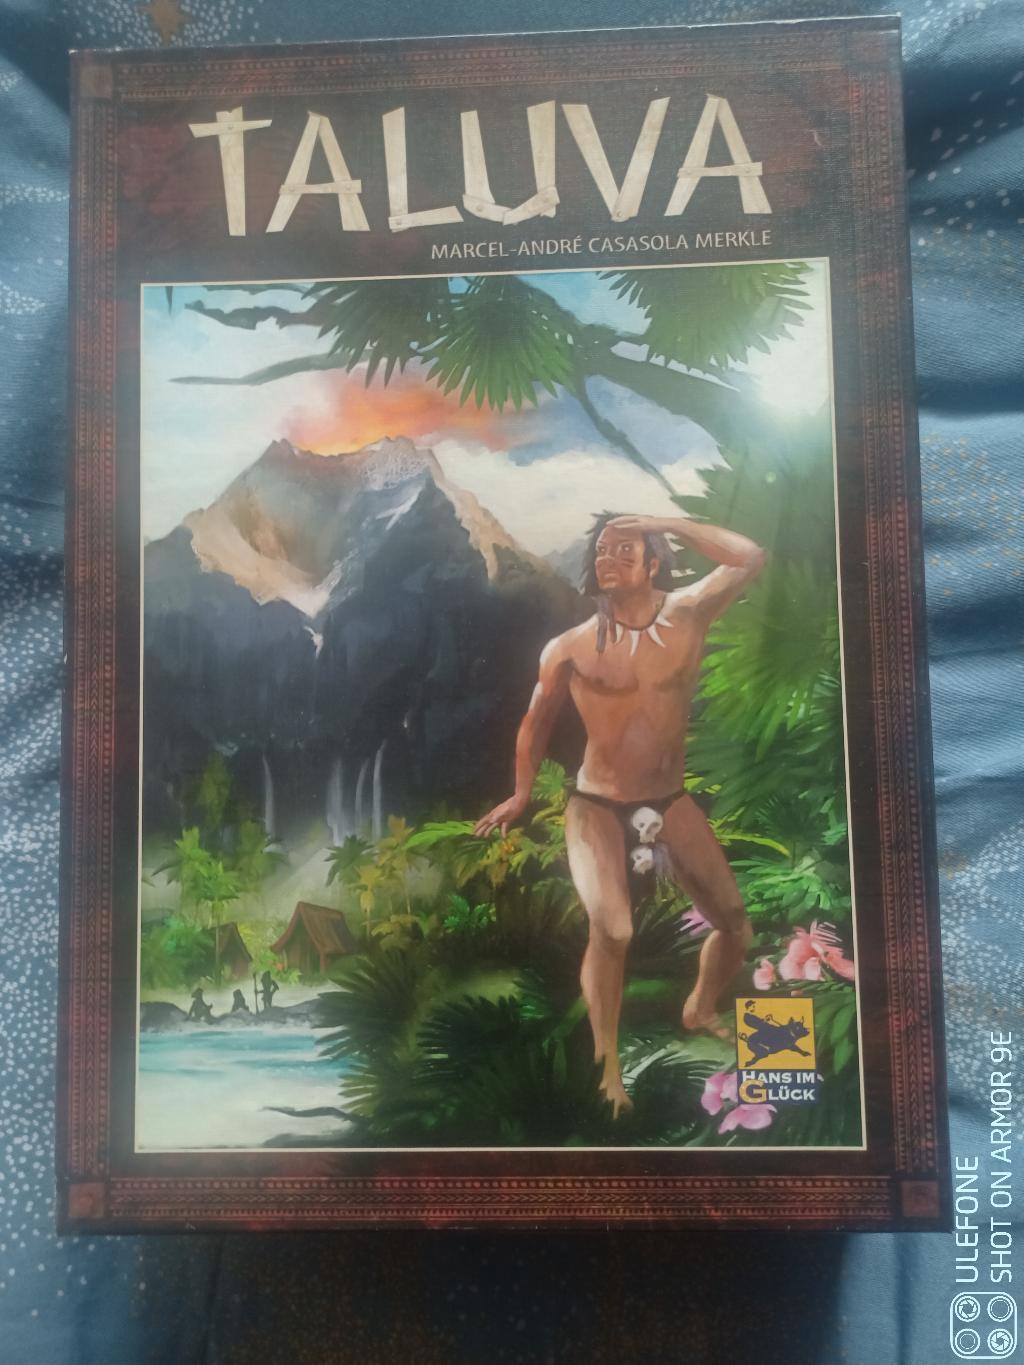 TALUVA
MARCEL-ANDRÉ CASASOLA MERKLE
HANS IM
GLÜCK
ULEFONE
SHOT ON ARMOR 9E